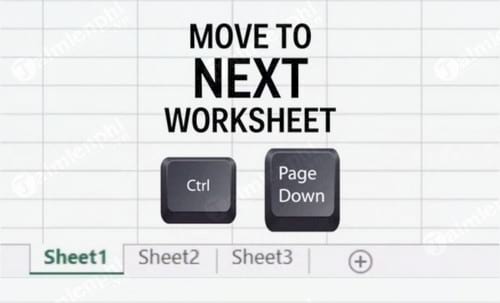 MOVE TO
NEXT
WORKSHEET
Ctrl
Page
Down
Sheet1 Sheet2 Sheet3